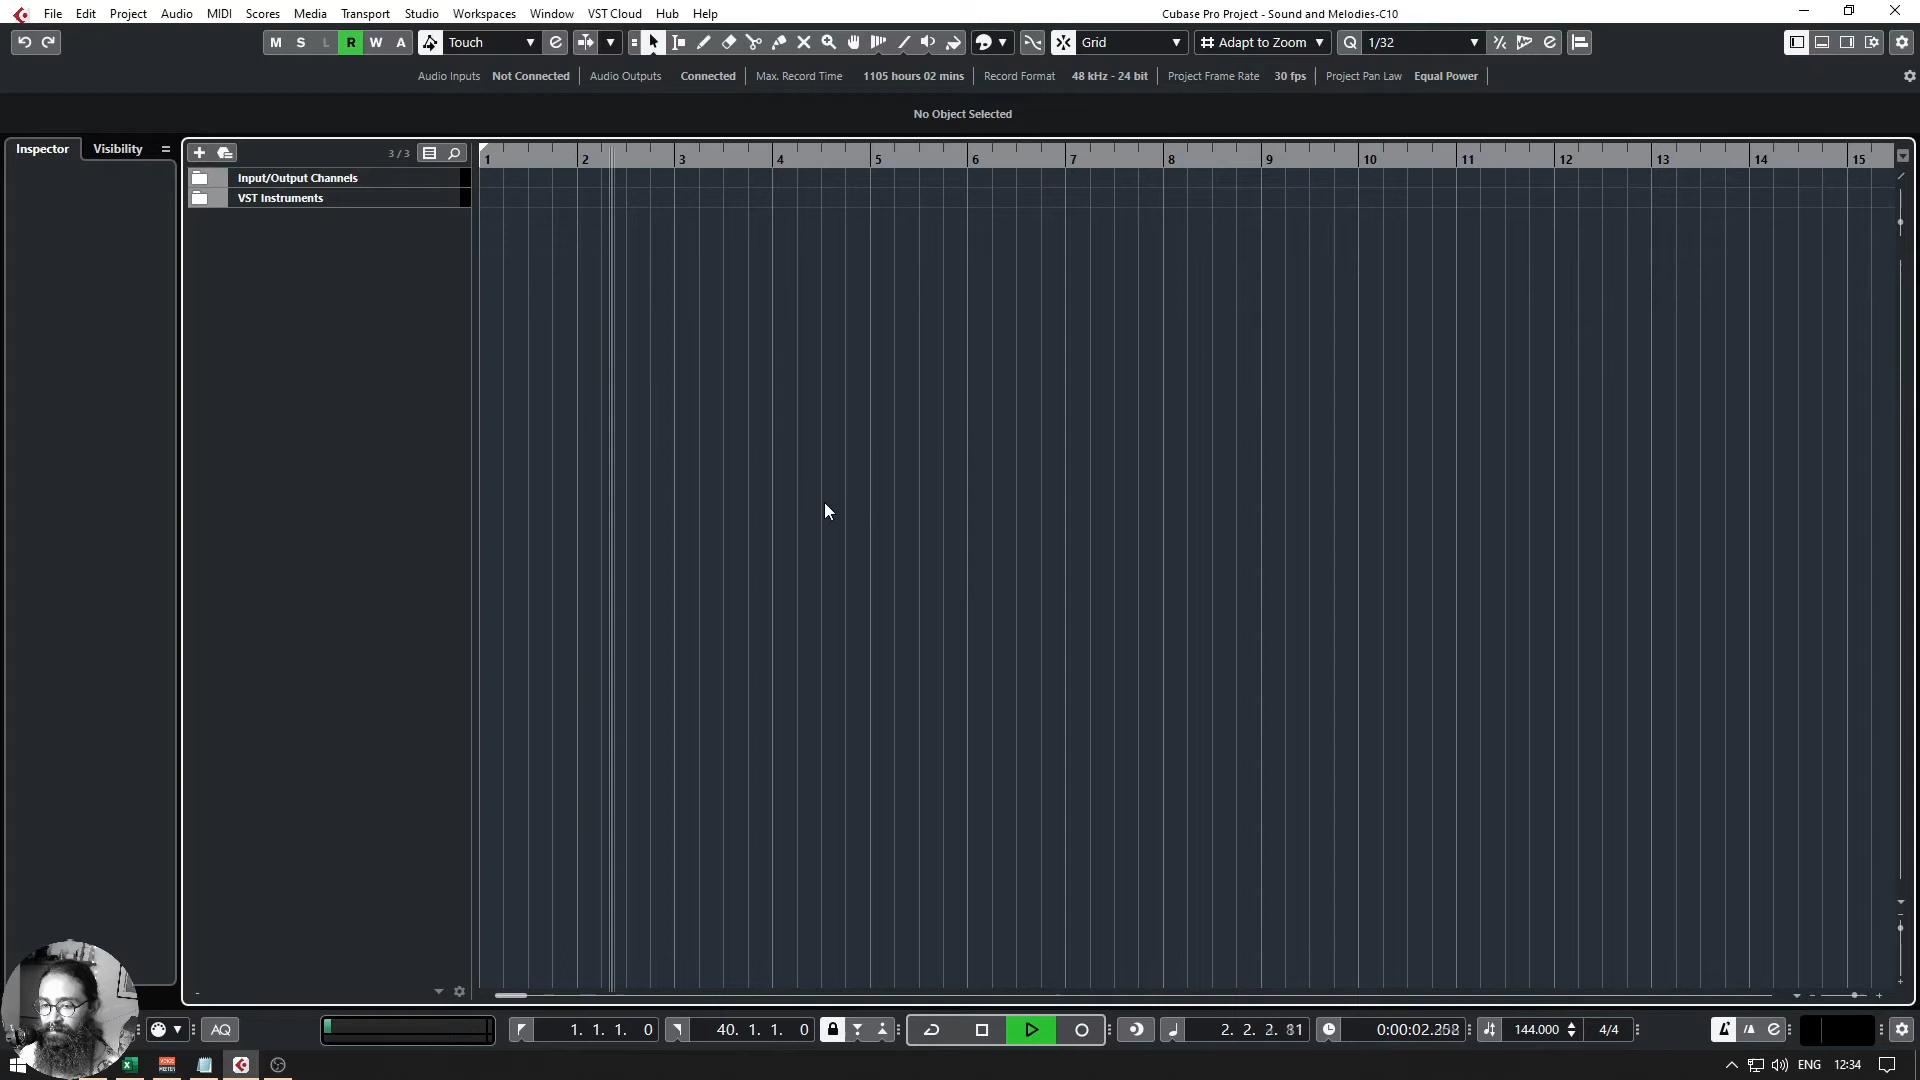 File Edit Project Audio MIDI Scores Media Transport Studio Workspaces Window VST Cloud Hub Help
Cubase Pro Project - Sound and Melodies-C10
M S L R W A Touch Grid Adapt to Zoom Q 1/32
Audio Inputs Not Connected Audio Outputs Connected Max. Record Time 1105 hours 02 mins Record Format 48 kHz - 24 bit Project Frame Rate 30 fps Project Pan Law Equal Power
No Object Selected
Inspector Visibility
3 / 3
1 2 3 4 5 6 7 8 9 10 11 12 13 14 15
Input/Output Channels
VST Instruments
AQ 1. 1. 1. 0 40. 1. 1. 0 2. 2. 2. 81 0:00:02.258 144.000 4/4
ENG 12:34